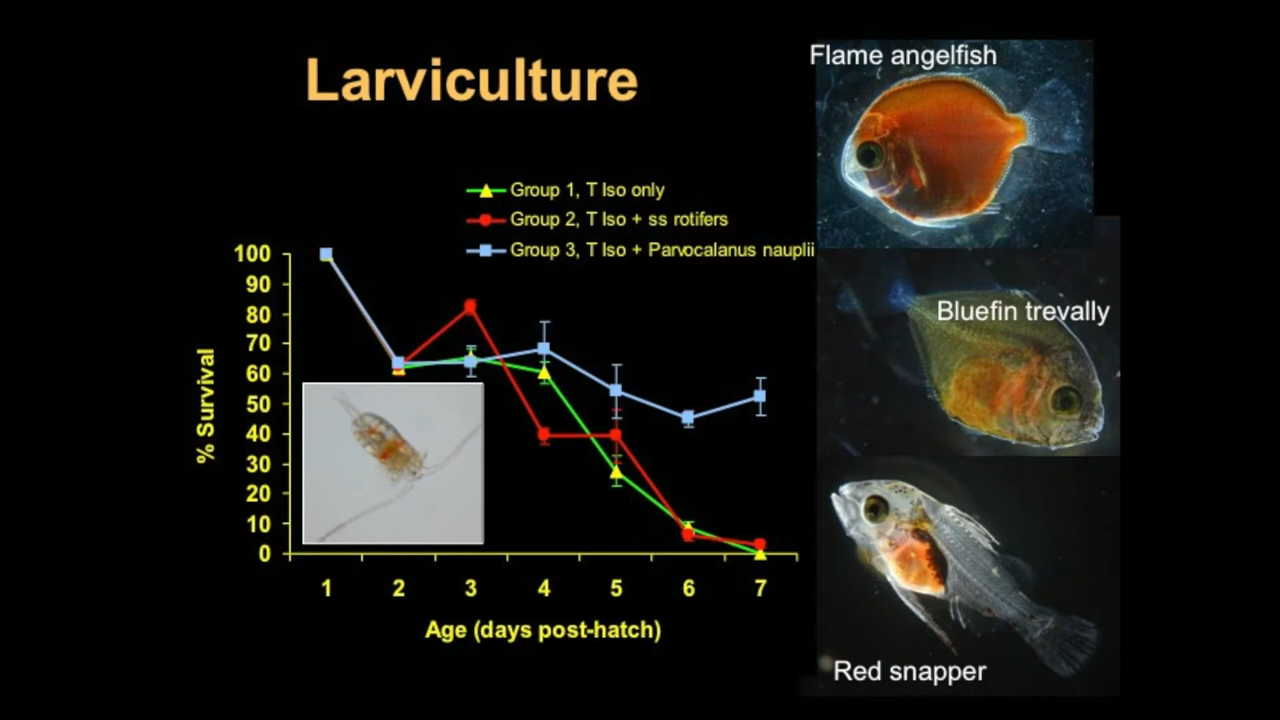 Larviculture
Group 1, T Iso only
Group 2, T Iso + ss rotifers
Group 3, T Iso + Parvocalanus nauplii
% Survival
100
90
80
70
60
50
40
30
20
10
0
1 2 3 4 5 6 7
Age (days post-hatch)
Flame angelfish
Bluefin trevally
Red snapper